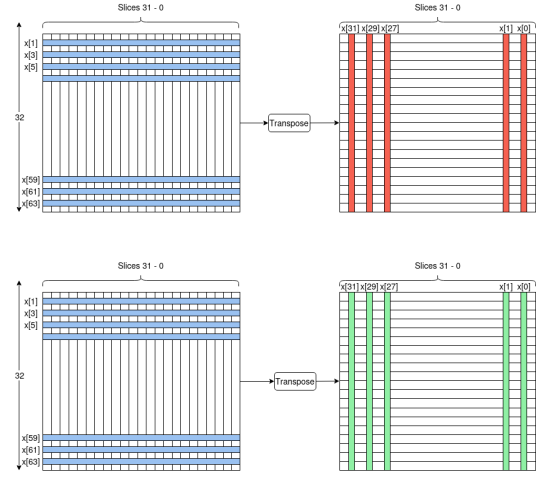 Slices 31 - 0
Slices 31 - 0
x[1]
x[3]
x[5]
32
x[59]
x[61]
x[63]
Transpose
x[31] x[29] x[27] x[1] x[0]
Slices 31 - 0
Slices 31 - 0
x[1]
x[3]
x[5]
32
x[59]
x[61]
x[63]
Transpose
x[31] x[29] x[27] x[1] x[0]